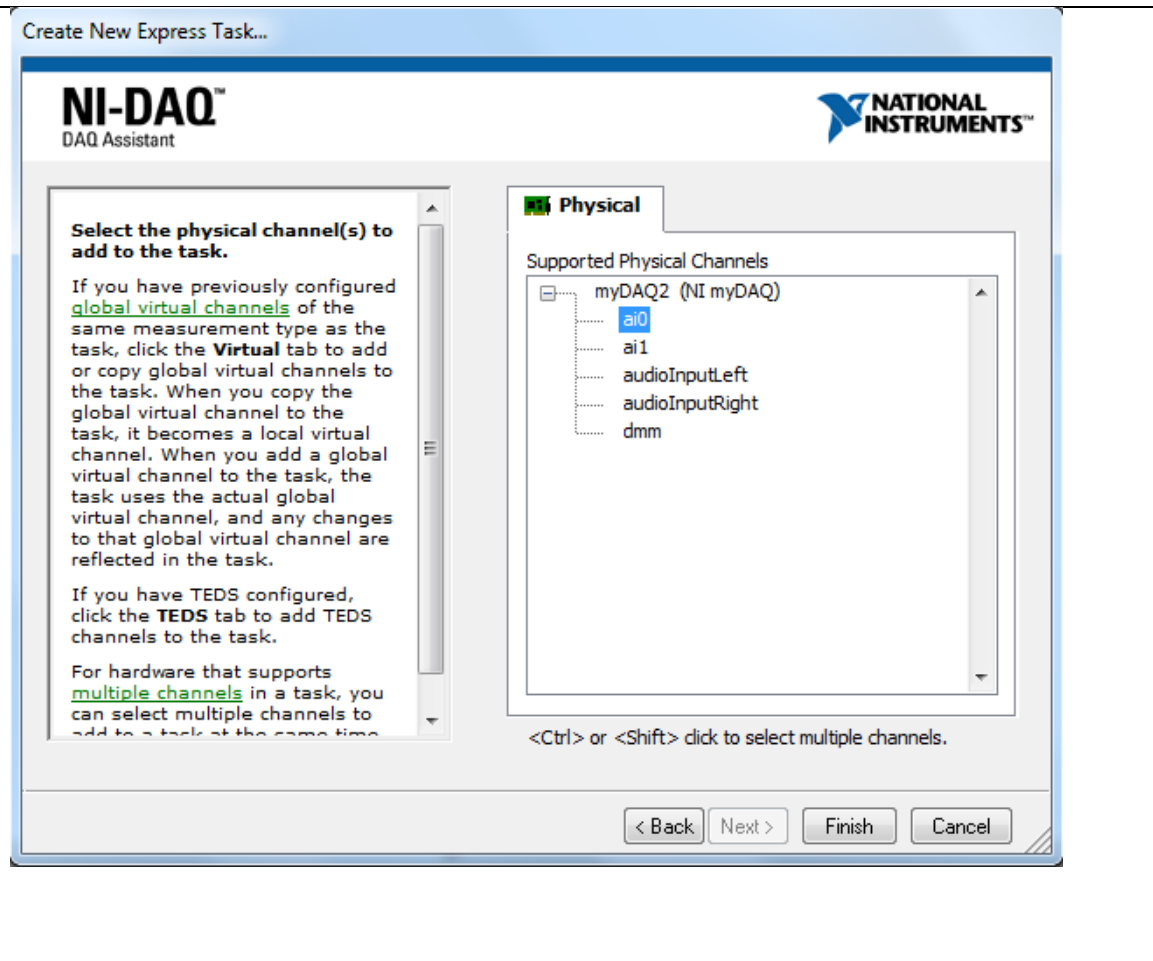 Create New Express Task...
NI-DAQ™
DAQ Assistant
NATIONAL
INSTRUMENTS™
Select the physical channel(s) to
add to the task.
If you have previously configured
global virtual channels of the
same measurement type as the
task, click the Virtual tab to add
or copy global virtual channels to
the task. When you copy the
global virtual channel to the
task, it becomes a local virtual
channel. When you add a global
virtual channel to the task, the
task uses the actual global
virtual channel, and any changes
to that global virtual channel are
reflected in the task.
If you have TEDS configured,
click the TEDS tab to add TEDS
channels to the task.
For hardware that supports
multiple channels in a task, you
can select multiple channels to
add to a task at the same time
Physical
Supported Physical Channels
myDAQ2 (NI myDAQ)
ai0
ai1
audioInputLeft
audioInputRight
dmm
<Ctrl> or <Shift> click to select multiple channels.
< Back Next > Finish Cancel